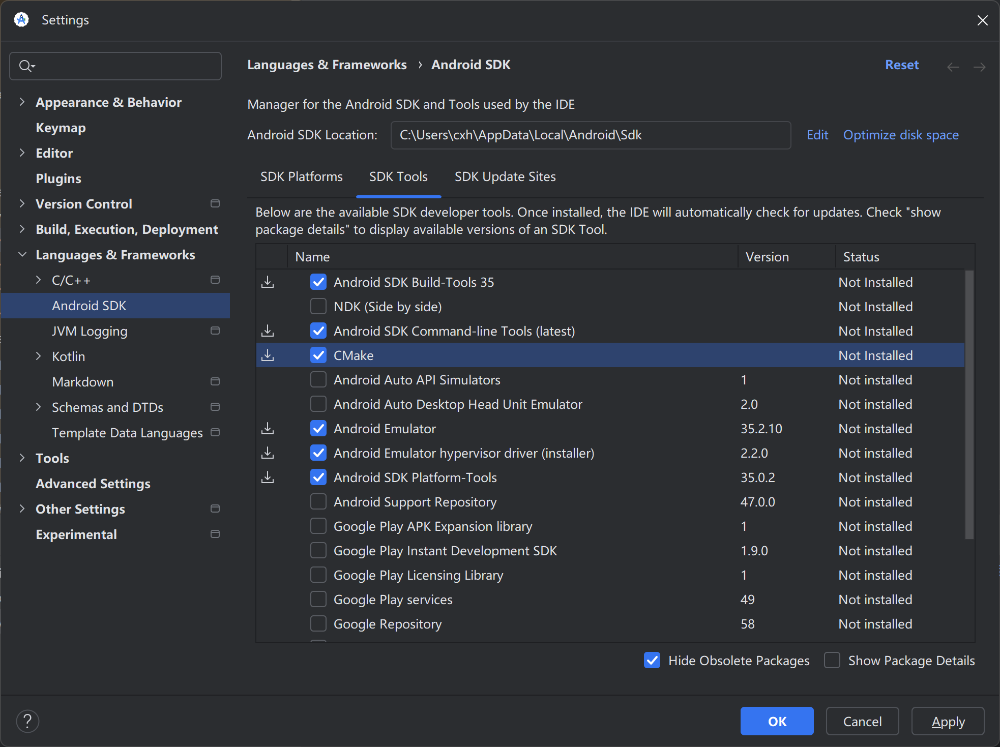 Settings
Appearance & Behavior
Keymap
Editor
Plugins
Version Control
Build, Execution, Deployment
Languages & Frameworks
C/C++
Android SDK
JVM Logging
Kotlin
Markdown
Schemas and DTDs
Template Data Languages
Tools
Advanced Settings
Other Settings
Experimental
Languages & Frameworks › Android SDK
Reset
Manager for the Android SDK and Tools used by the IDE
Android SDK Location: C:\Users\cxh\AppData\Local\Android\Sdk Edit Optimize disk space
SDK Platforms SDK Tools SDK Update Sites
Below are the available SDK developer tools. Once installed, the IDE will automatically check for updates. Check "show
package details" to display available versions of an SDK Tool.
Name Version Status
Android SDK Build-Tools 35 Not Installed
NDK (Side by side) Not Installed
Android SDK Command-line Tools (latest) Not Installed
CMake Not Installed
Android Auto API Simulators 1 Not installed
Android Auto Desktop Head Unit Emulator 2.0 Not installed
Android Emulator 35.2.10 Not installed
Android Emulator hypervisor driver (installer) 2.2.0 Not installed
Android SDK Platform-Tools 35.0.2 Not installed
Android Support Repository 47.0.0 Not installed
Google Play APK Expansion library 1 Not installed
Google Play Instant Development SDK 1.9.0 Not installed
Google Play Licensing Library 1 Not installed
Google Play services 49 Not installed
Google Repository 58 Not installed
Hide Obsolete Packages Show Package Details
? OK Cancel Apply